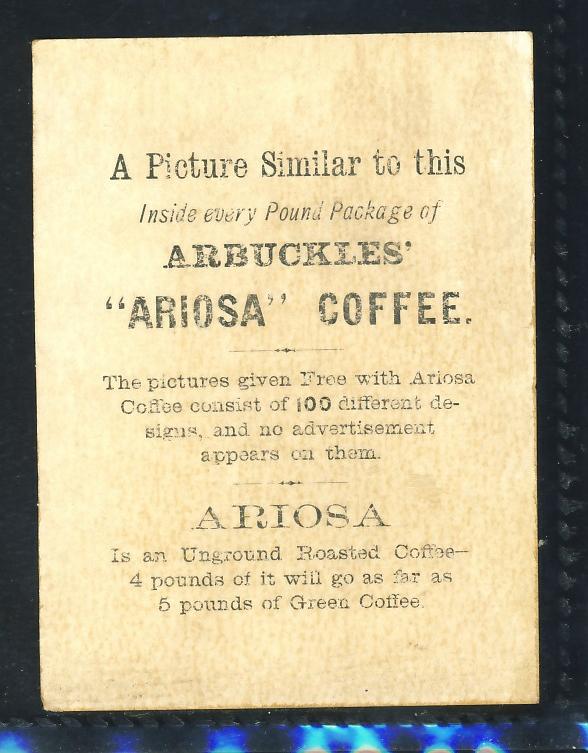 A Picture Similar to this
Inside every Pound Package of
ARBUCKLES'
"ARIOSA" COFFEE.
The pictures given Free with Ariosa
Coffee consist of 100 different de-
signs, and no advertisement
appears on them.
ARIOSA
Is an Unground Roasted Coffee—
4 pounds of it will go as far as
5 pounds of Green Coffee.